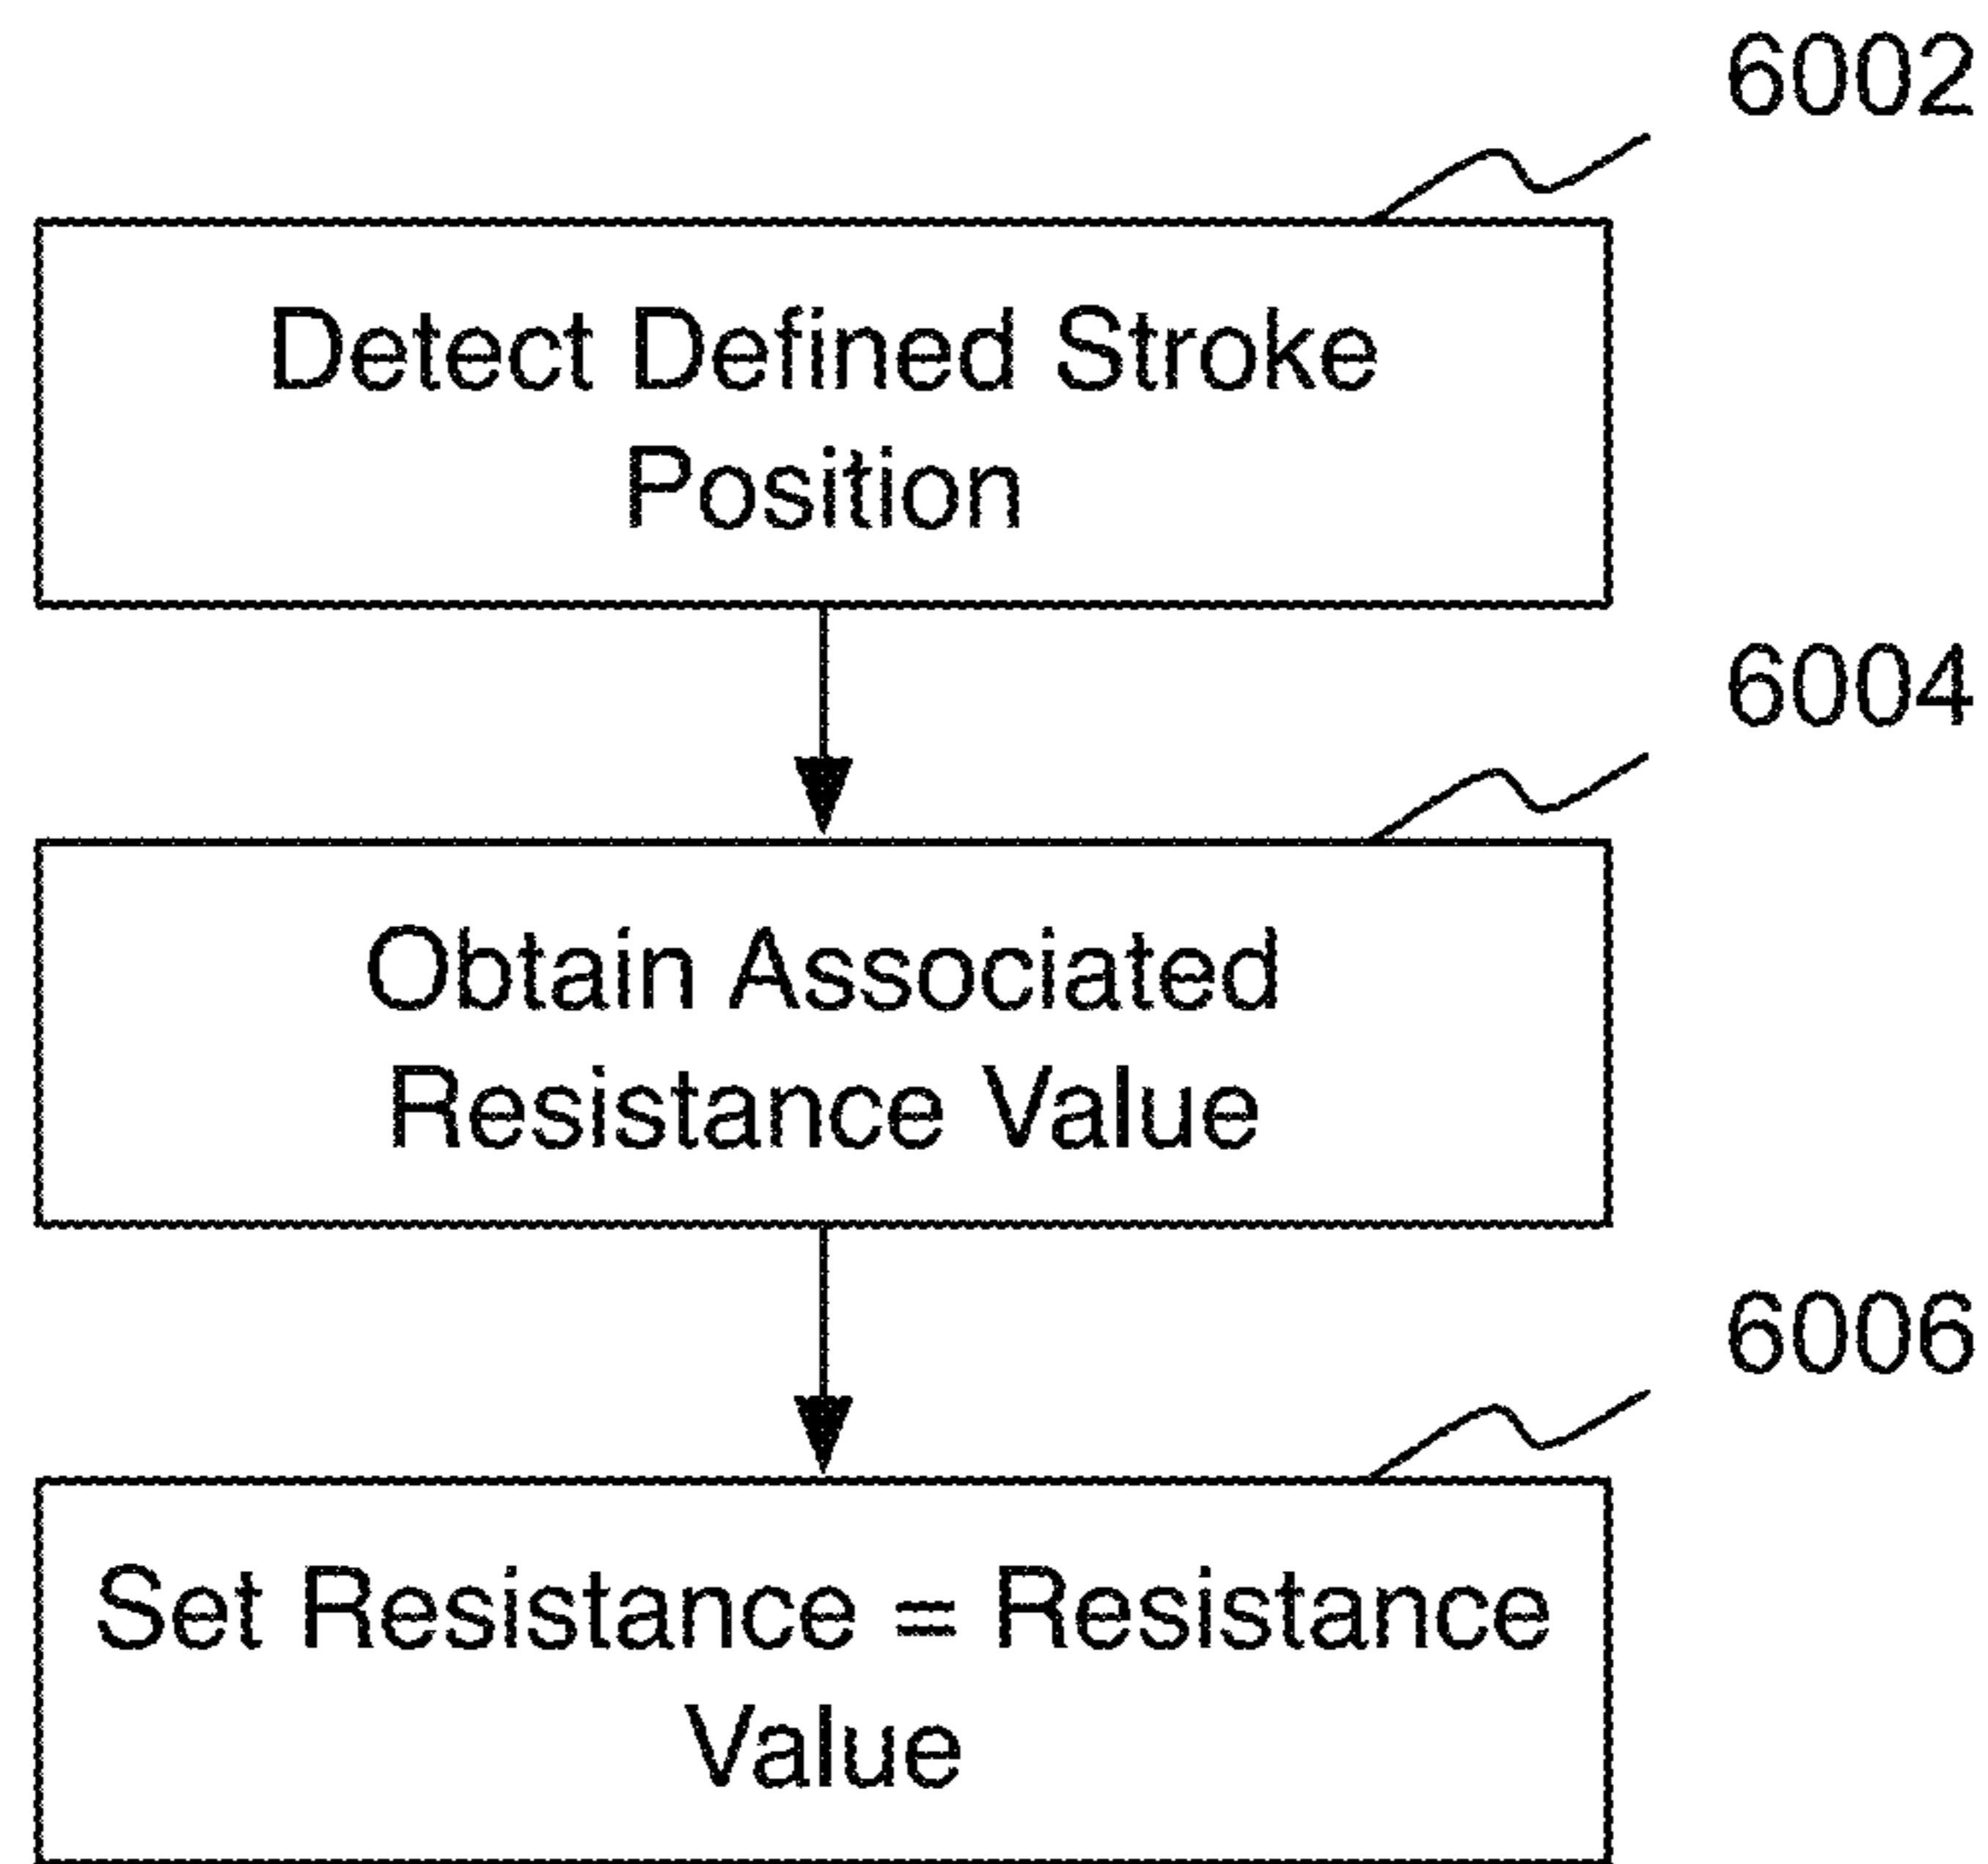 6002
Detect Defined Stroke
Position
6004
Obtain Associated
Resistance Value
6006
Set Resistance = Resistance
Value